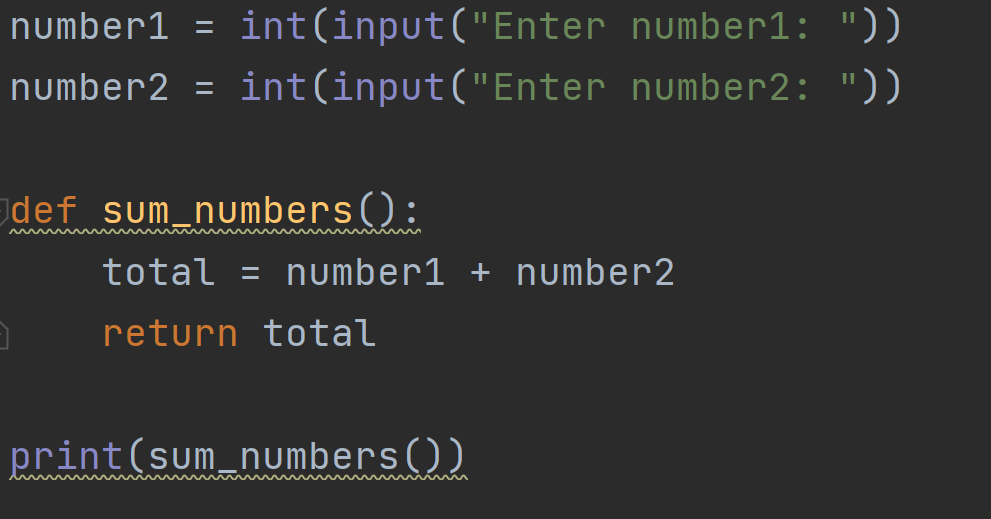 number1 = int(input("Enter number1: "))
number2 = int(input("Enter number2: "))
def sum_numbers():
    total = number1 + number2
    return total
print(sum_numbers())